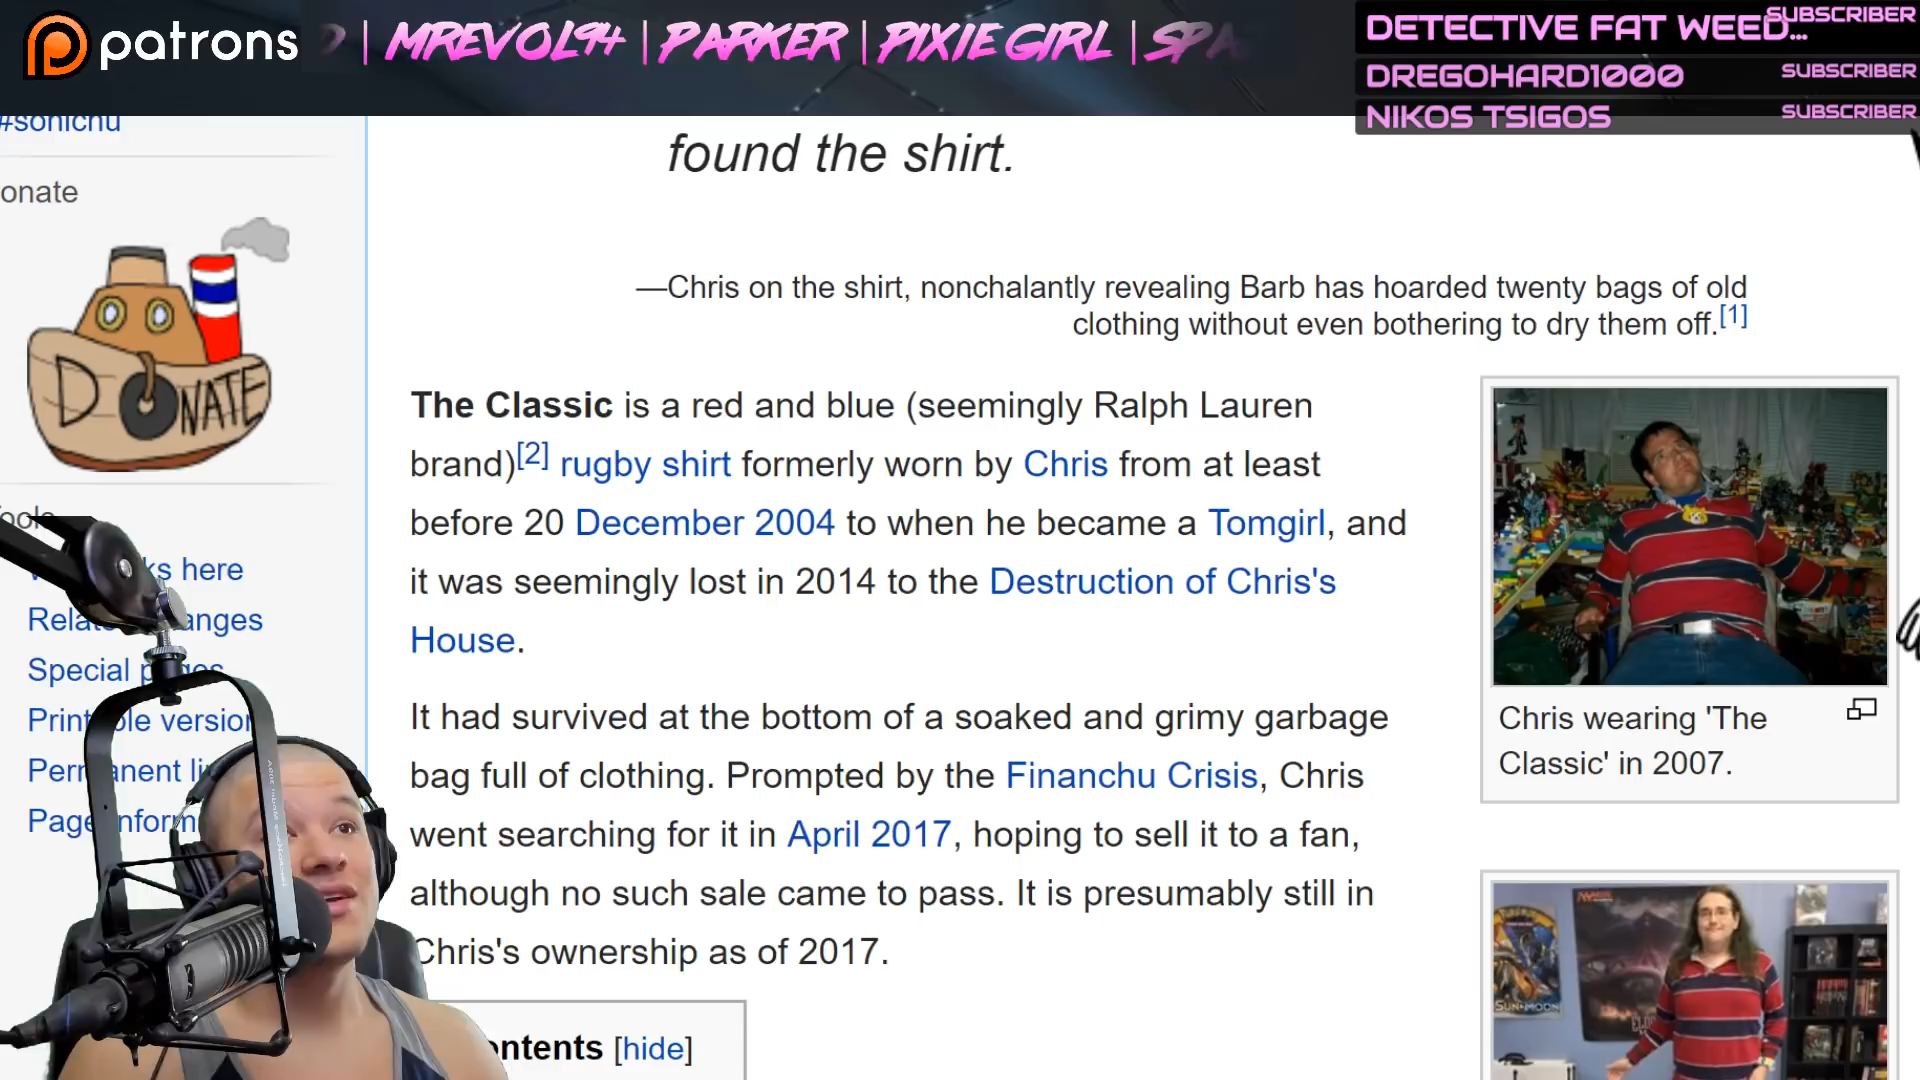 patrons
| MREVOL94 | PARKER | PIXIE GIRL | SPA
DETECTIVE FAT WEED... SUBSCRIBER
DREGOHARD1000 SUBSCRIBER
NIKOS TSIGOS SUBSCRIBER
#sonichu
onate
DONATE
ks here
anges
Special
Print ble version
Page nform
found the shirt.
—Chris on the shirt, nonchalantly revealing Barb has hoarded twenty bags of old
clothing without even bothering to dry them off.[1]
The Classic is a red and blue (seemingly Ralph Lauren
brand)[2] rugby shirt formerly worn by Chris from at least
before 20 December 2004 to when he became a Tomgirl, and
it was seemingly lost in 2014 to the Destruction of Chris's
House.
It had survived at the bottom of a soaked and grimy garbage
bag full of clothing. Prompted by the Financhu Crisis, Chris
went searching for it in April 2017, hoping to sell it to a fan,
although no such sale came to pass. It is presumably still in
Chris's ownership as of 2017.
ontents [hide]
Chris wearing 'The
Classic' in 2007.
SUN MOON